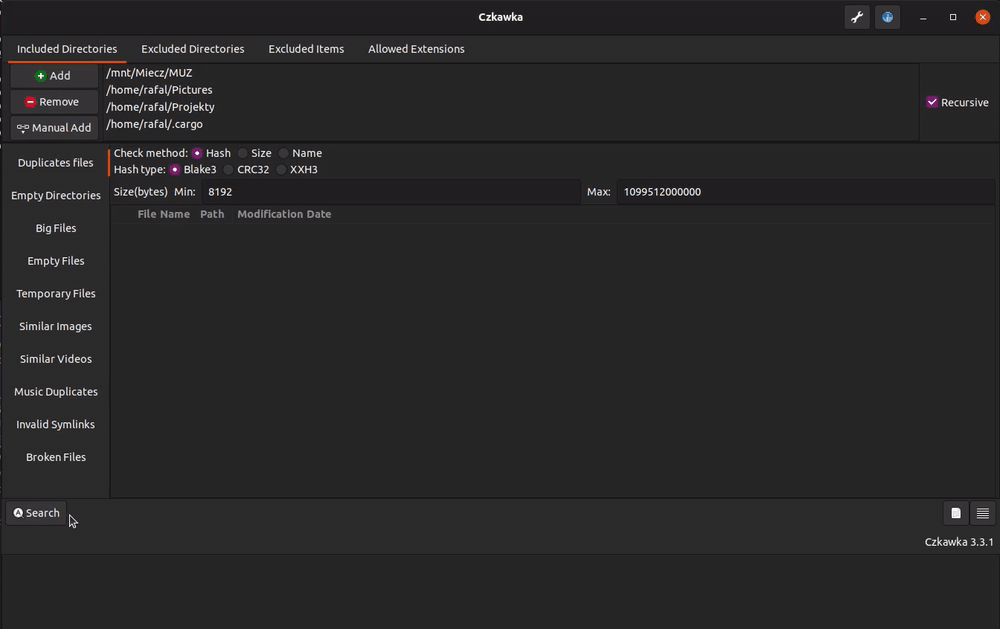 Czkawka
Included Directories Excluded Directories Excluded Items Allowed Extensions
Add
Remove
Manual Add
/mnt/Miecz/MUZ
/home/rafal/Pictures
/home/rafal/Projekty
/home/rafal/.cargo
Recursive
Duplicates files
Empty Directories
Big Files
Empty Files
Temporary Files
Similar Images
Similar Videos
Music Duplicates
Invalid Symlinks
Broken Files
Check method: Hash Size Name
Hash type: Blake3 CRC32 XXH3
Size(bytes) Min: 8192 Max: 1099512000000
File Name Path Modification Date
Search
Czkawka 3.3.1